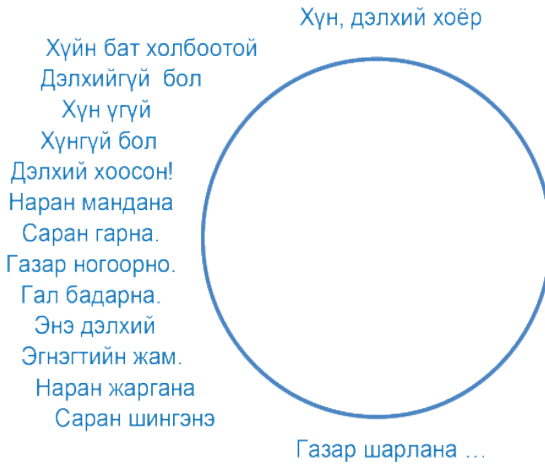 Хүн, дэлхий хоёр
Хүйн бат холбоотой
Дэлхийгүй бол
Хүн үгүй
Хүнгүй бол
Дэлхий хоосон!
Наран мандана
Саран гарна.
Газар ногоорно.
Гал бадарна.
Энэ дэлхий
Эгнэгтийн жам.
Наран жаргана
Саран шингэнэ
Газар шарлана …